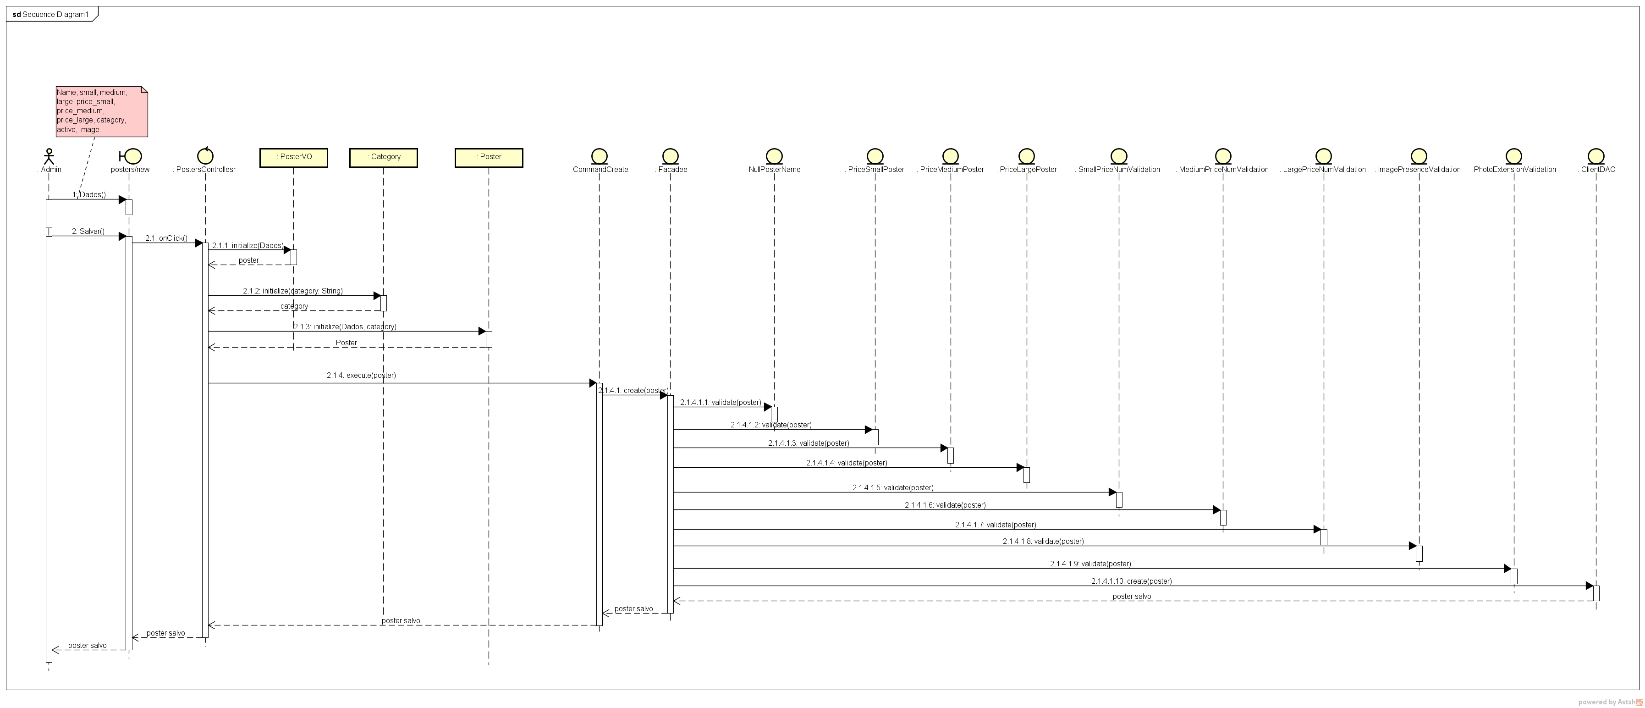 sd Sequence Diagram1
Name, small, medium,
large, price_small,
price_medium,
price_large, category,
active, image
: Admin
posters/new
: PostersControllesr
: PosterVO
: Category
: Poster
CommandCreate
: Facadee
NullPosterName
: PriceSmallPoster
: PriceMediumPoster
PriceLargePoster
: SmallPriceNumValidation
: MediumPriceNumValidation
: LargePriceNumValidation
: ImagePresenceValidation
PhotoExtensionValidation
: ClientDAO
1: Dados()
2: Salvar()
2.1: onClick()
2.1.1: initialize(Dados)
poster
2.1.2: initialize(category: String)
category
2.1.3: initialize(Dados, category)
Poster
2.1.4: execute(poster)
2.1.4.1: create(poster)
2.1.4.1.1: validate(poster)
2.1.4.1.2: validate(poster)
2.1.4.1.3: validate(poster)
2.1.4.1.4: validate(poster)
2.1.4.1.5: validate(poster)
2.1.4.1.6: validate(poster)
2.1.4.1.7: validate(poster)
2.1.4.1.8: validate(poster)
2.1.4.1.9: validate(poster)
2.1.4.1.10: create(poster)
poster salvo
poster salvo
poster salvo
poster salvo
poster salvo
powered by Astah